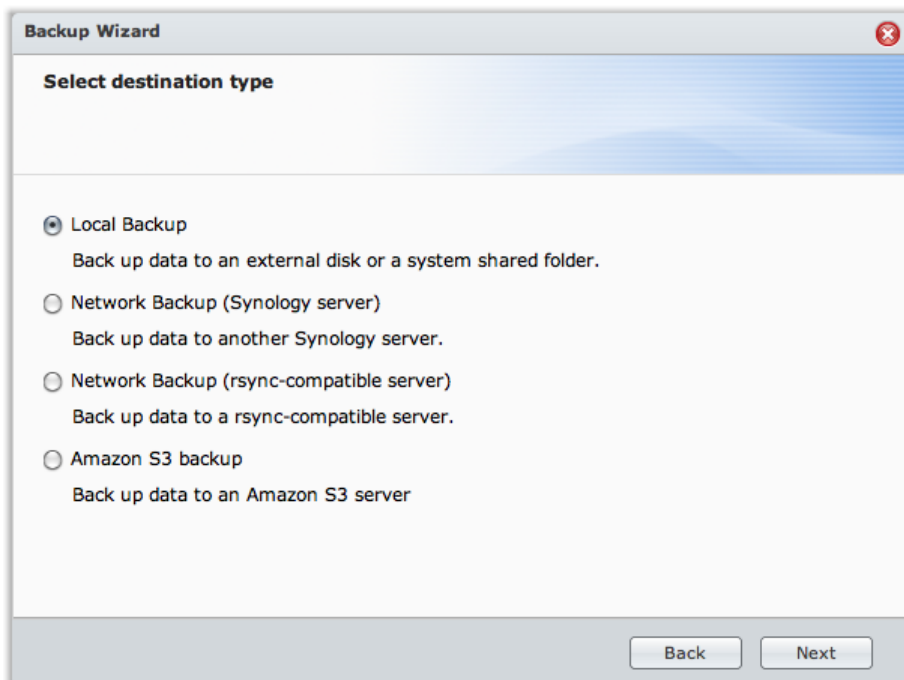 Backup Wizard
Select destination type
Local Backup
Back up data to an external disk or a system shared folder.
Network Backup (Synology server)
Back up data to another Synology server.
Network Backup (rsync-compatible server)
Back up data to a rsync-compatible server.
Amazon S3 backup
Back up data to an Amazon S3 server
Back Next